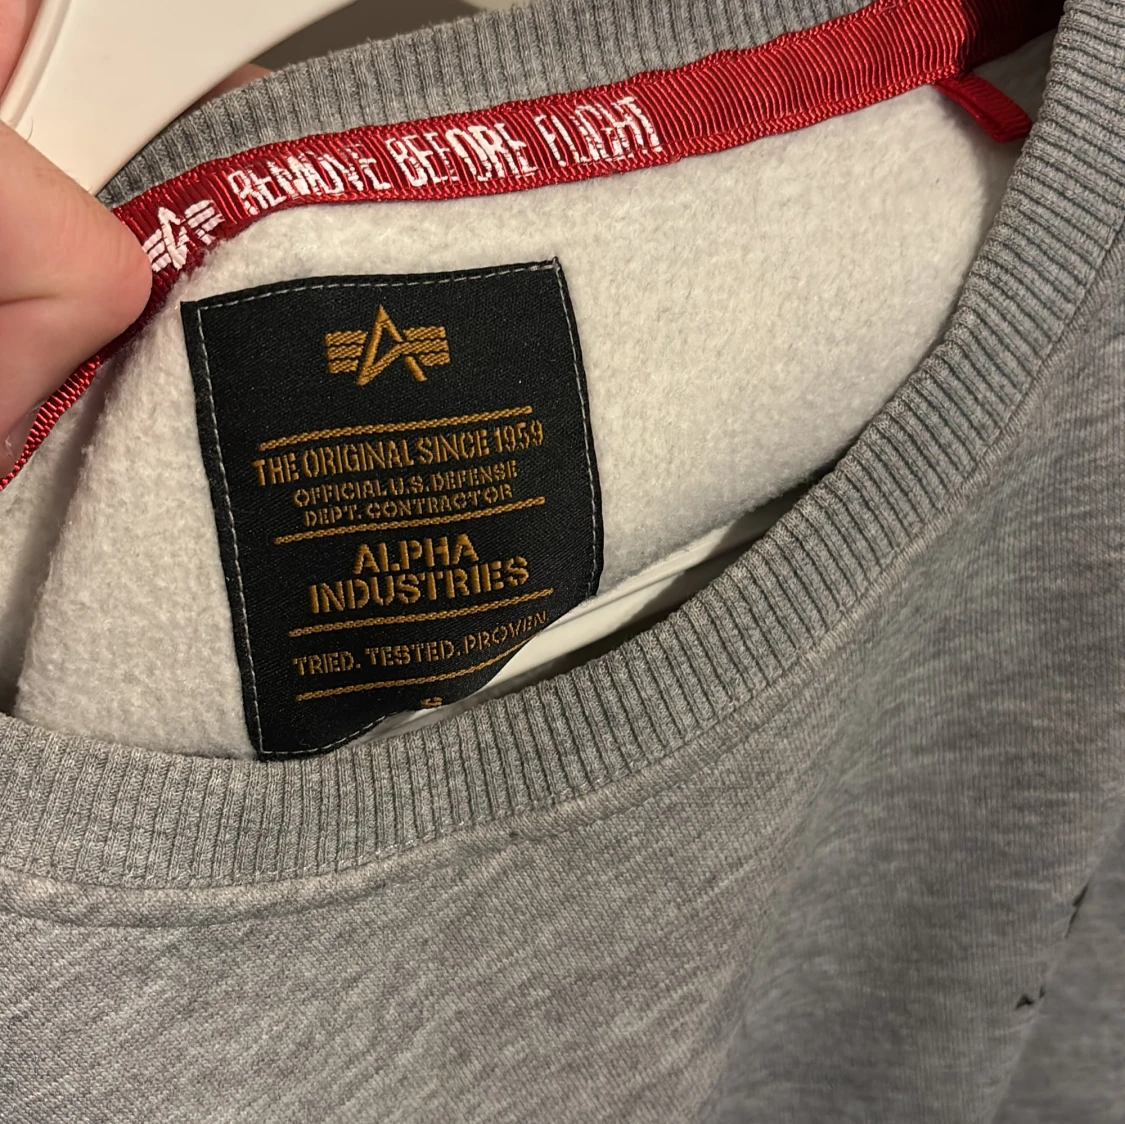 REMOVE BEFORE FLIGHT
THE ORIGINAL SINCE 1959
OFFICIAL U.S. DEFENSE
DEPT. CONTRACTOR
ALPHA
INDUSTRIES
TRIED. TESTED. PROVEN.
S